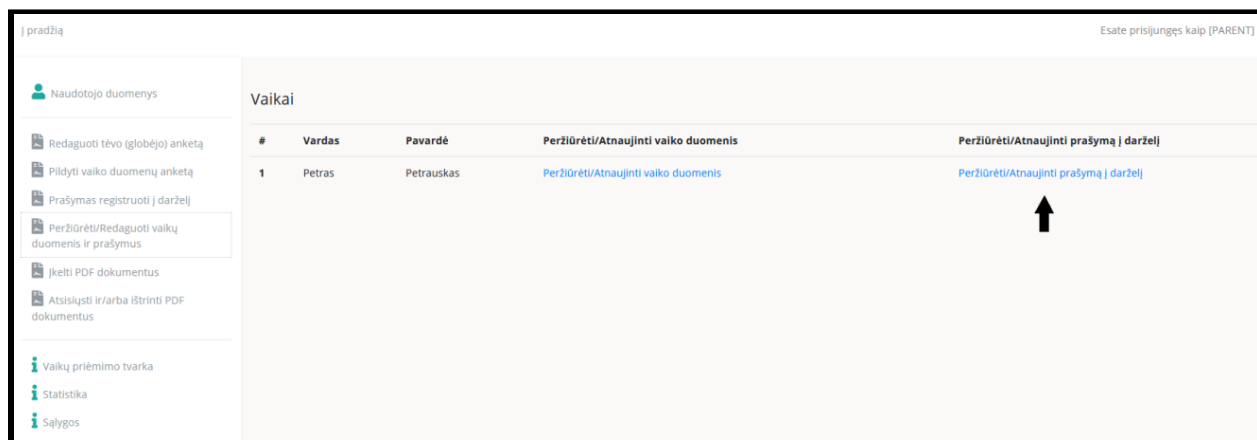 Į pradžią
Esate prisijungęs kaip [PARENT]
Naudotojo duomenys
Redaguoti tėvo (globėjo) anketą
Pildyti vaiko duomenų anketą
Prašymas registruoti į darželį
Peržiūrėti/Redaguoti vaikų
duomenis ir prašymus
Įkelti PDF dokumentus
Atsisiųsti ir/arba ištrinti PDF
dokumentus
Vaikų priėmimo tvarka
Statistika
Sąlygos
Vaikai
# Vardas Pavardė Peržiūrėti/Atnaujinti vaiko duomenis Peržiūrėti/Atnaujinti prašymą į darželį
1 Petras Petrauskas Peržiūrėti/Atnaujinti vaiko duomenis Peržiūrėti/Atnaujinti prašymą į darželį